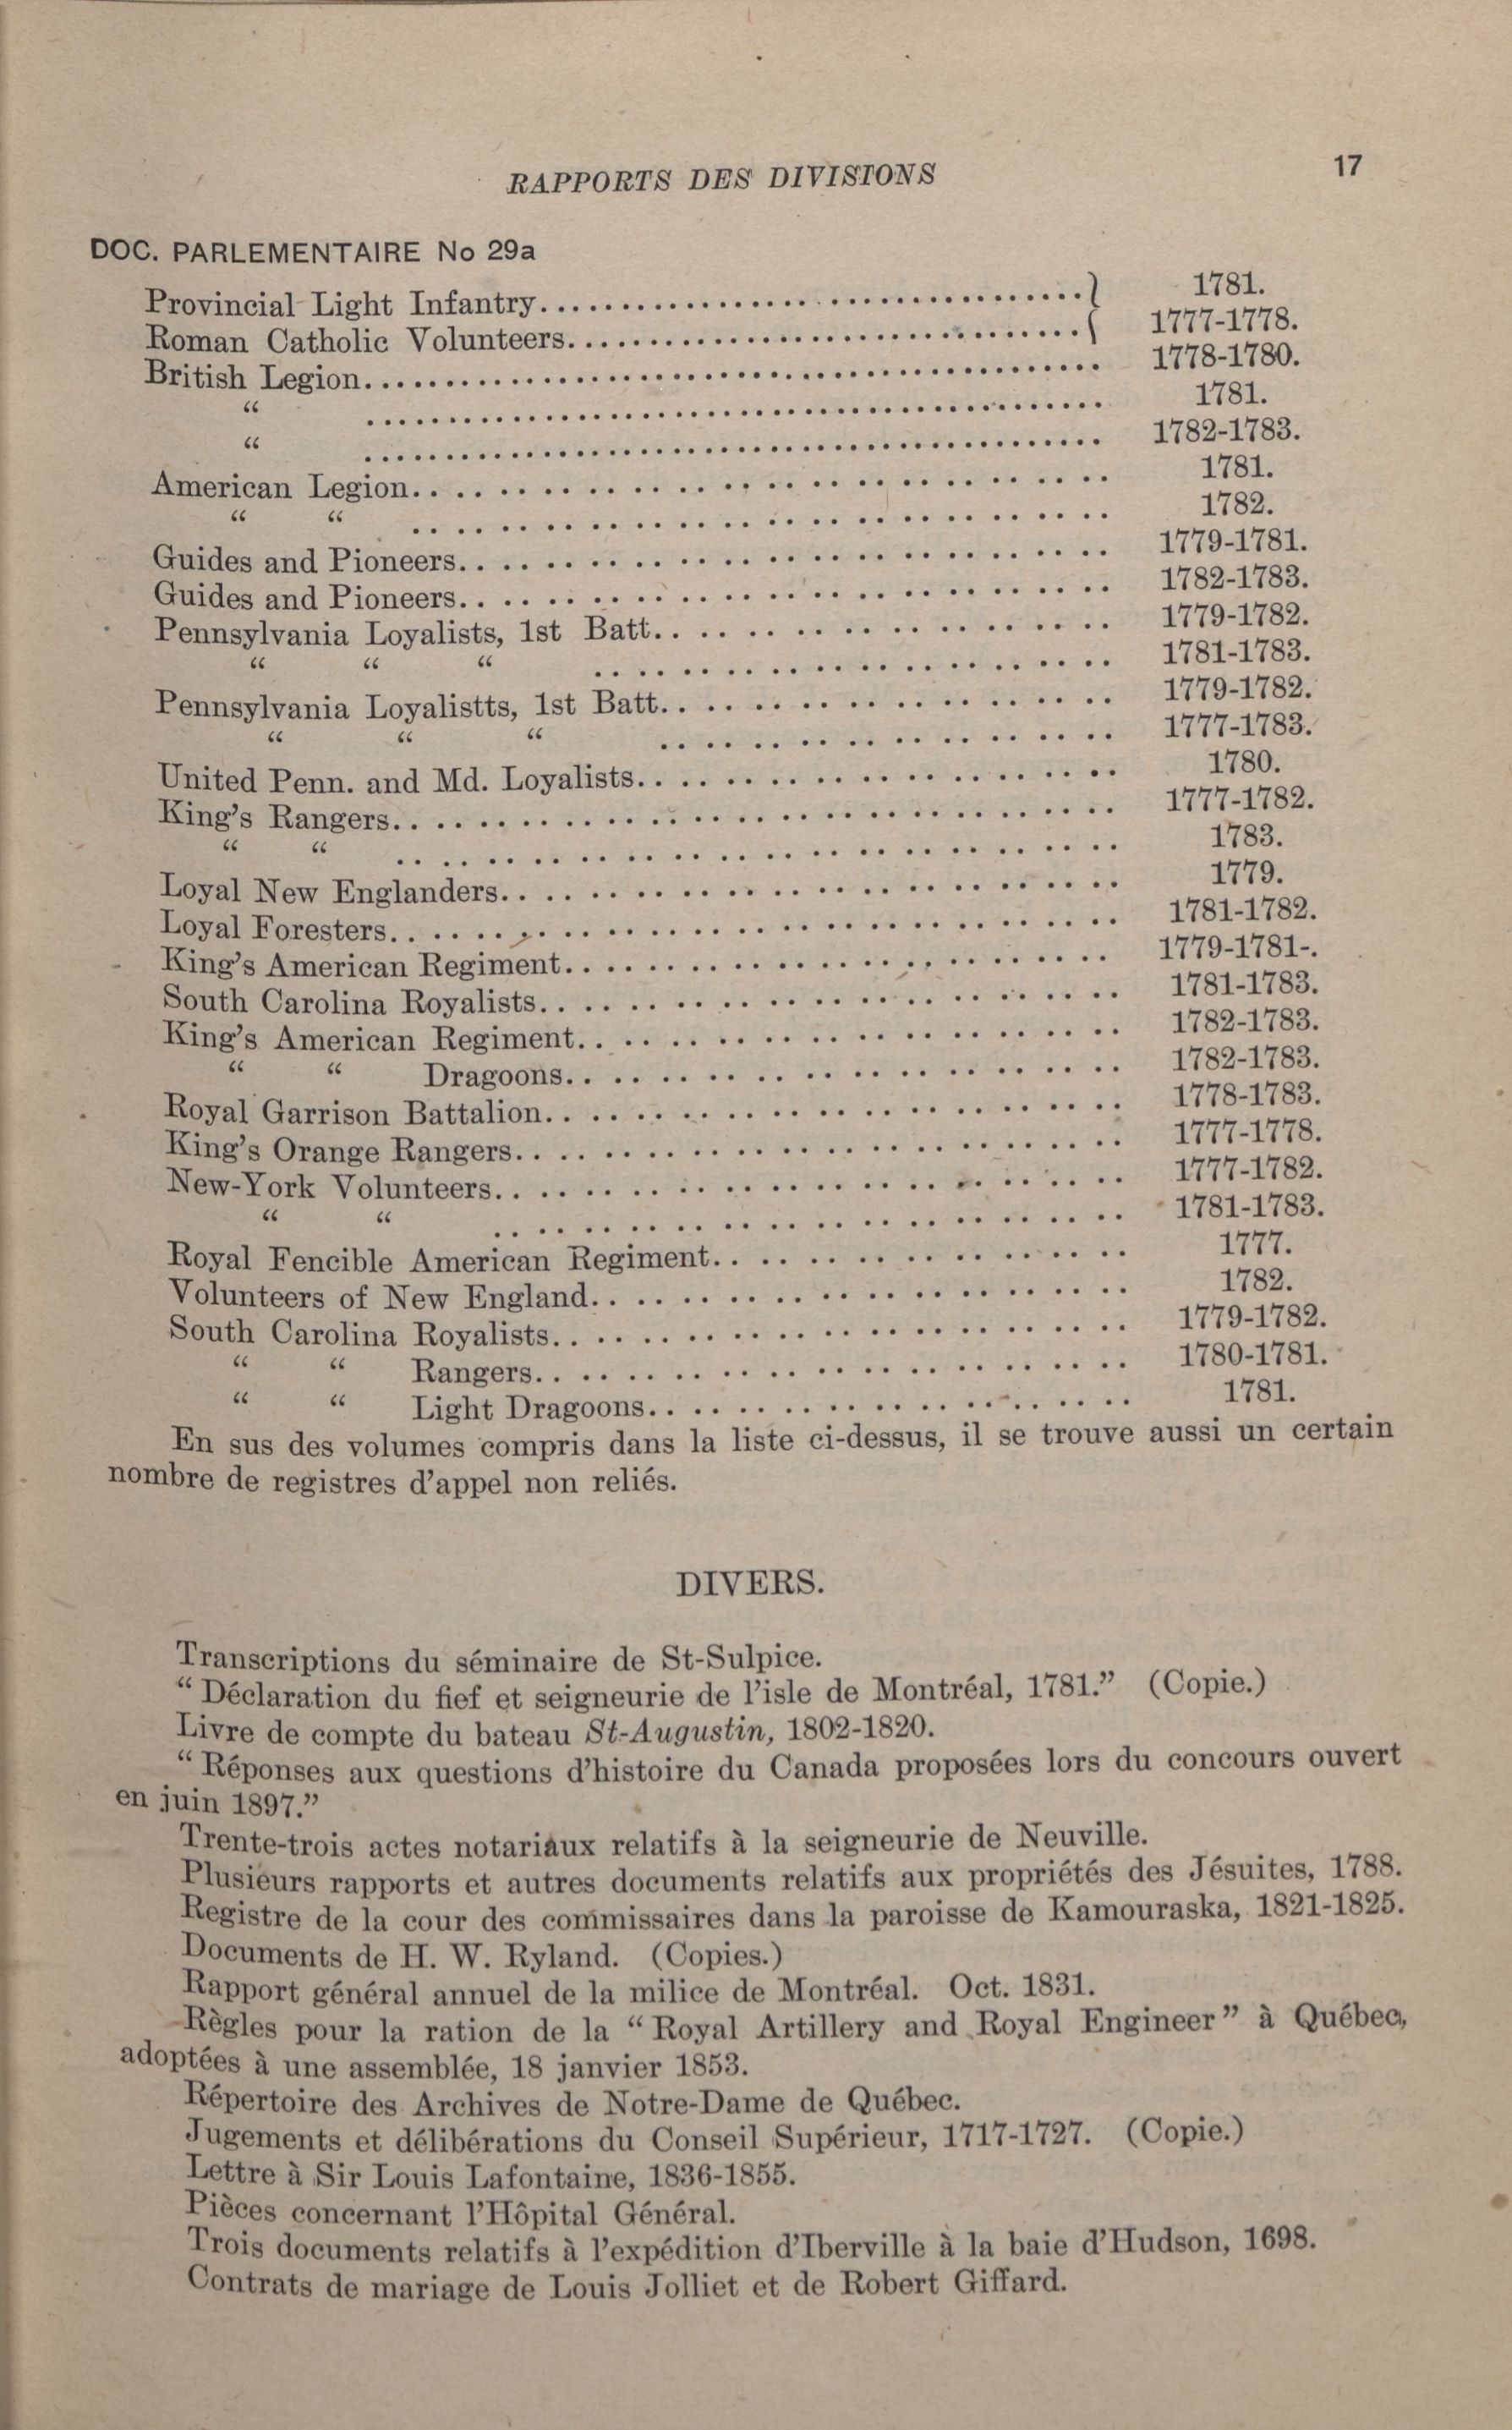 RAPPORTS DES DIVISIONS 17
DOC. PARLEMENTAIRE No 29a
Provincial Light Infantry.................................} 1781.
Roman Catholic Volunteers................................{ 1777-1778.
British Legion............................................. 1778-1780.
“ ............................................. 1781.
“ ............................................. 1782-1783.
American Legion.. .. .. .. .. .. .. .. .. .. .. .. .. .. .. .. 1781.
“ “ .. .. .. .. .. .. .. .. .. .. .. .. .. .. .. .. 1782.
Guides and Pioneers.. .. .. .. .. .. .. .. .. .. .. .. .. .. .. 1779-1781.
Guides and Pioneers.. .. .. .. .. .. .. .. .. .. .. .. .. .. .. 1782-1783.
Pennsylvania Loyalists, 1st Batt.. .. .. .. .. .. .. .. .. .. 1779-1782.
“ “ “ .. .. .. .. .. .. .. .. .. .. .. .. 1781-1783.
Pennsylvania Loyalistts, 1st Batt.. .. .. .. .. .. .. .. .. .. 1779-1782.
“ “ “ .. .. .. .. .. .. .. .. .. .. 1777-1783.
United Penn. and Md. Loyalists.. .. .. .. .. .. .. .. .. .. .. 1780.
King’s Rangers.. .. .. .. .. .. .. .. .. .. .. .. .. .. .. .. .. 1777-1782.
“ “ .. .. .. .. .. .. .. .. .. .. .. .. .. .. .. .. 1783.
Loyal New Englanders.. .. .. .. .. .. .. .. .. .. .. .. .. .. 1779.
Loyal Foresters.. .. .. .. .. .. .. .. .. .. .. .. .. .. .. .. .. 1781-1782.
King’s American Regiment.. .. .. .. .. .. .. .. .. .. .. .. .. 1779-1781-.
South Carolina Royalists.. .. .. .. .. .. .. .. .. .. .. .. .. 1781-1783.
King’s American Regiment.. .. .. .. .. .. .. .. .. .. .. .. 1782-1783.
“ “ Dragoons.. .. .. .. .. .. .. .. .. .. .. .. 1782-1783.
Royal Garrison Battalion.. .. .. .. .. .. .. .. .. .. .. .. .. 1778-1783.
King’s Orange Rangers.. .. .. .. .. .. .. .. .. .. .. .. .. .. 1777-1778.
New-York Volunteers.. .. .. .. .. .. .. .. .. .. .. .. .. .. 1777-1782.
“ “ .. .. .. .. .. .. .. .. .. .. .. .. .. .. 1781-1783.
Royal Fencible American Regiment.. .. .. .. .. .. .. .. .. 1777.
Volunteers of New England.. .. .. .. .. .. .. .. .. .. .. .. 1782.
South Carolina Royalists.. .. .. .. .. .. .. .. .. .. .. .. .. 1779-1782.
“ “ Rangers.. .. .. .. .. .. .. .. .. .. .. .. .. 1780-1781.
“ “ Light Dragoons.. .. .. .. .. .. .. .. .. .. .. 1781.
En sus des volumes compris dans la liste ci-dessus, il se trouve aussi un certain
nombre de registres d’appel non reliés.
DIVERS.
Transcriptions du séminaire de St-Sulpice.
“ Déclaration du fief et seigneurie de l’isle de Montréal, 1781.” (Copie.)
Livre de compte du bateau St-Augustin, 1802-1820.
“ Réponses aux questions d’histoire du Canada proposées lors du concours ouvert
en juin 1897.”
Trente-trois actes notariaux relatifs à la seigneurie de Neuville.
Plusieurs rapports et autres documents relatifs aux propriétés des Jésuites, 1788.
Registre de la cour des commissaires dans la paroisse de Kamouraska, 1821-1825.
Documents de H. W. Ryland. (Copies.)
Rapport général annuel de la milice de Montréal. Oct. 1831.
Règles pour la ration de la “ Royal Artillery and Royal Engineer ” à Québec,
adoptées à une assemblée, 18 janvier 1853.
Répertoire des Archives de Notre-Dame de Québec.
Jugements et délibérations du Conseil Supérieur, 1717-1727. (Copie.)
Lettre à Sir Louis Lafontaine, 1836-1855.
Pièces concernant l’Hôpital Général.
Trois documents relatifs à l’expédition d’Iberville à la baie d’Hudson, 1698.
Contrats de mariage de Louis Jolliet et de Robert Giffard.